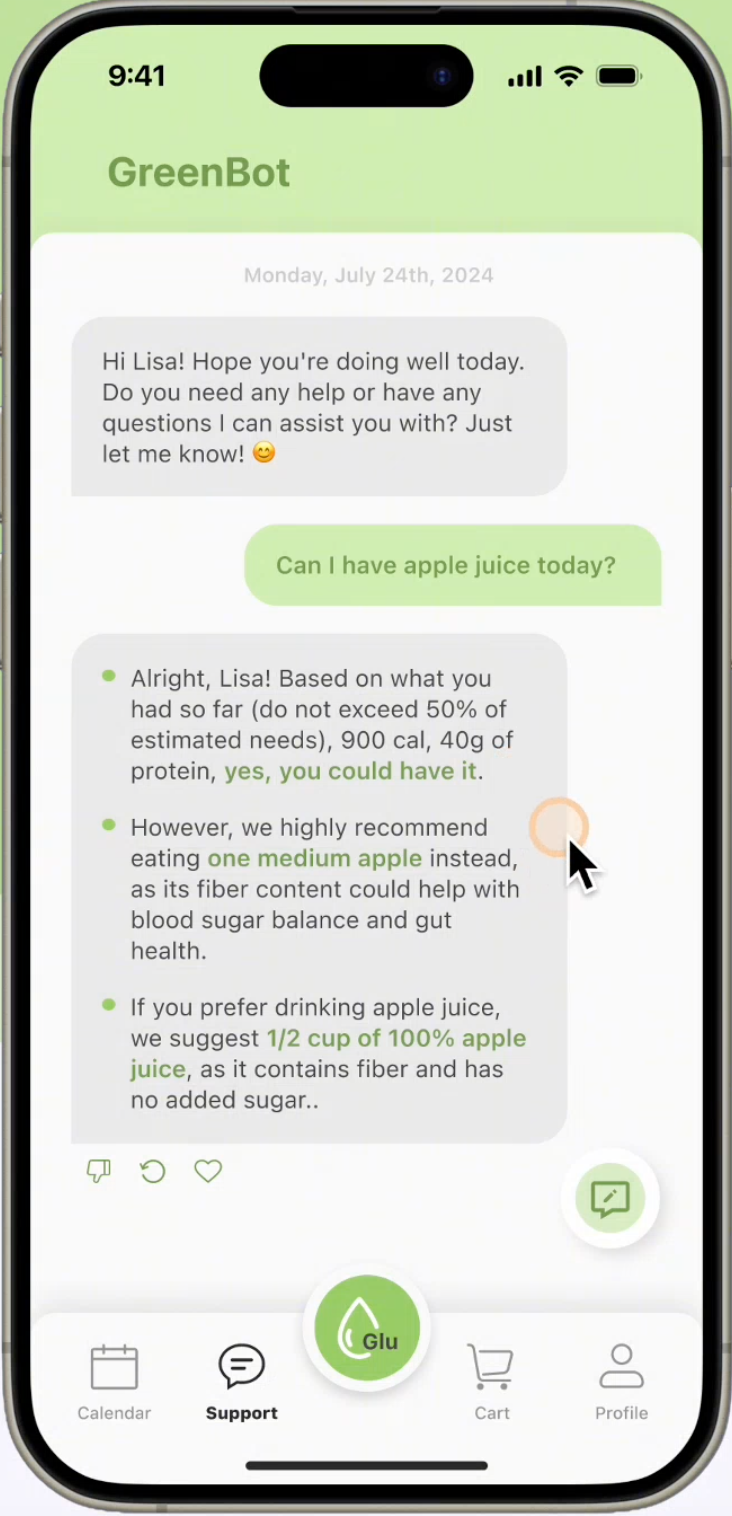 9:41
GreenBot
Monday, July 24th, 2024
Hi Lisa! Hope you're doing well today.
Do you need any help or have any
questions I can assist you with? Just
let me know! 😊
Can I have apple juice today?
Alright, Lisa! Based on what you
had so far (do not exceed 50% of
estimated needs), 900 cal, 40g of
protein, yes, you could have it.
However, we highly recommend
eating one medium apple instead,
as its fiber content could help with
blood sugar balance and gut
health.
If you prefer drinking apple juice,
we suggest 1/2 cup of 100% apple
juice, as it contains fiber and has
no added sugar..
Glu
Calendar
Support
Cart
Profile